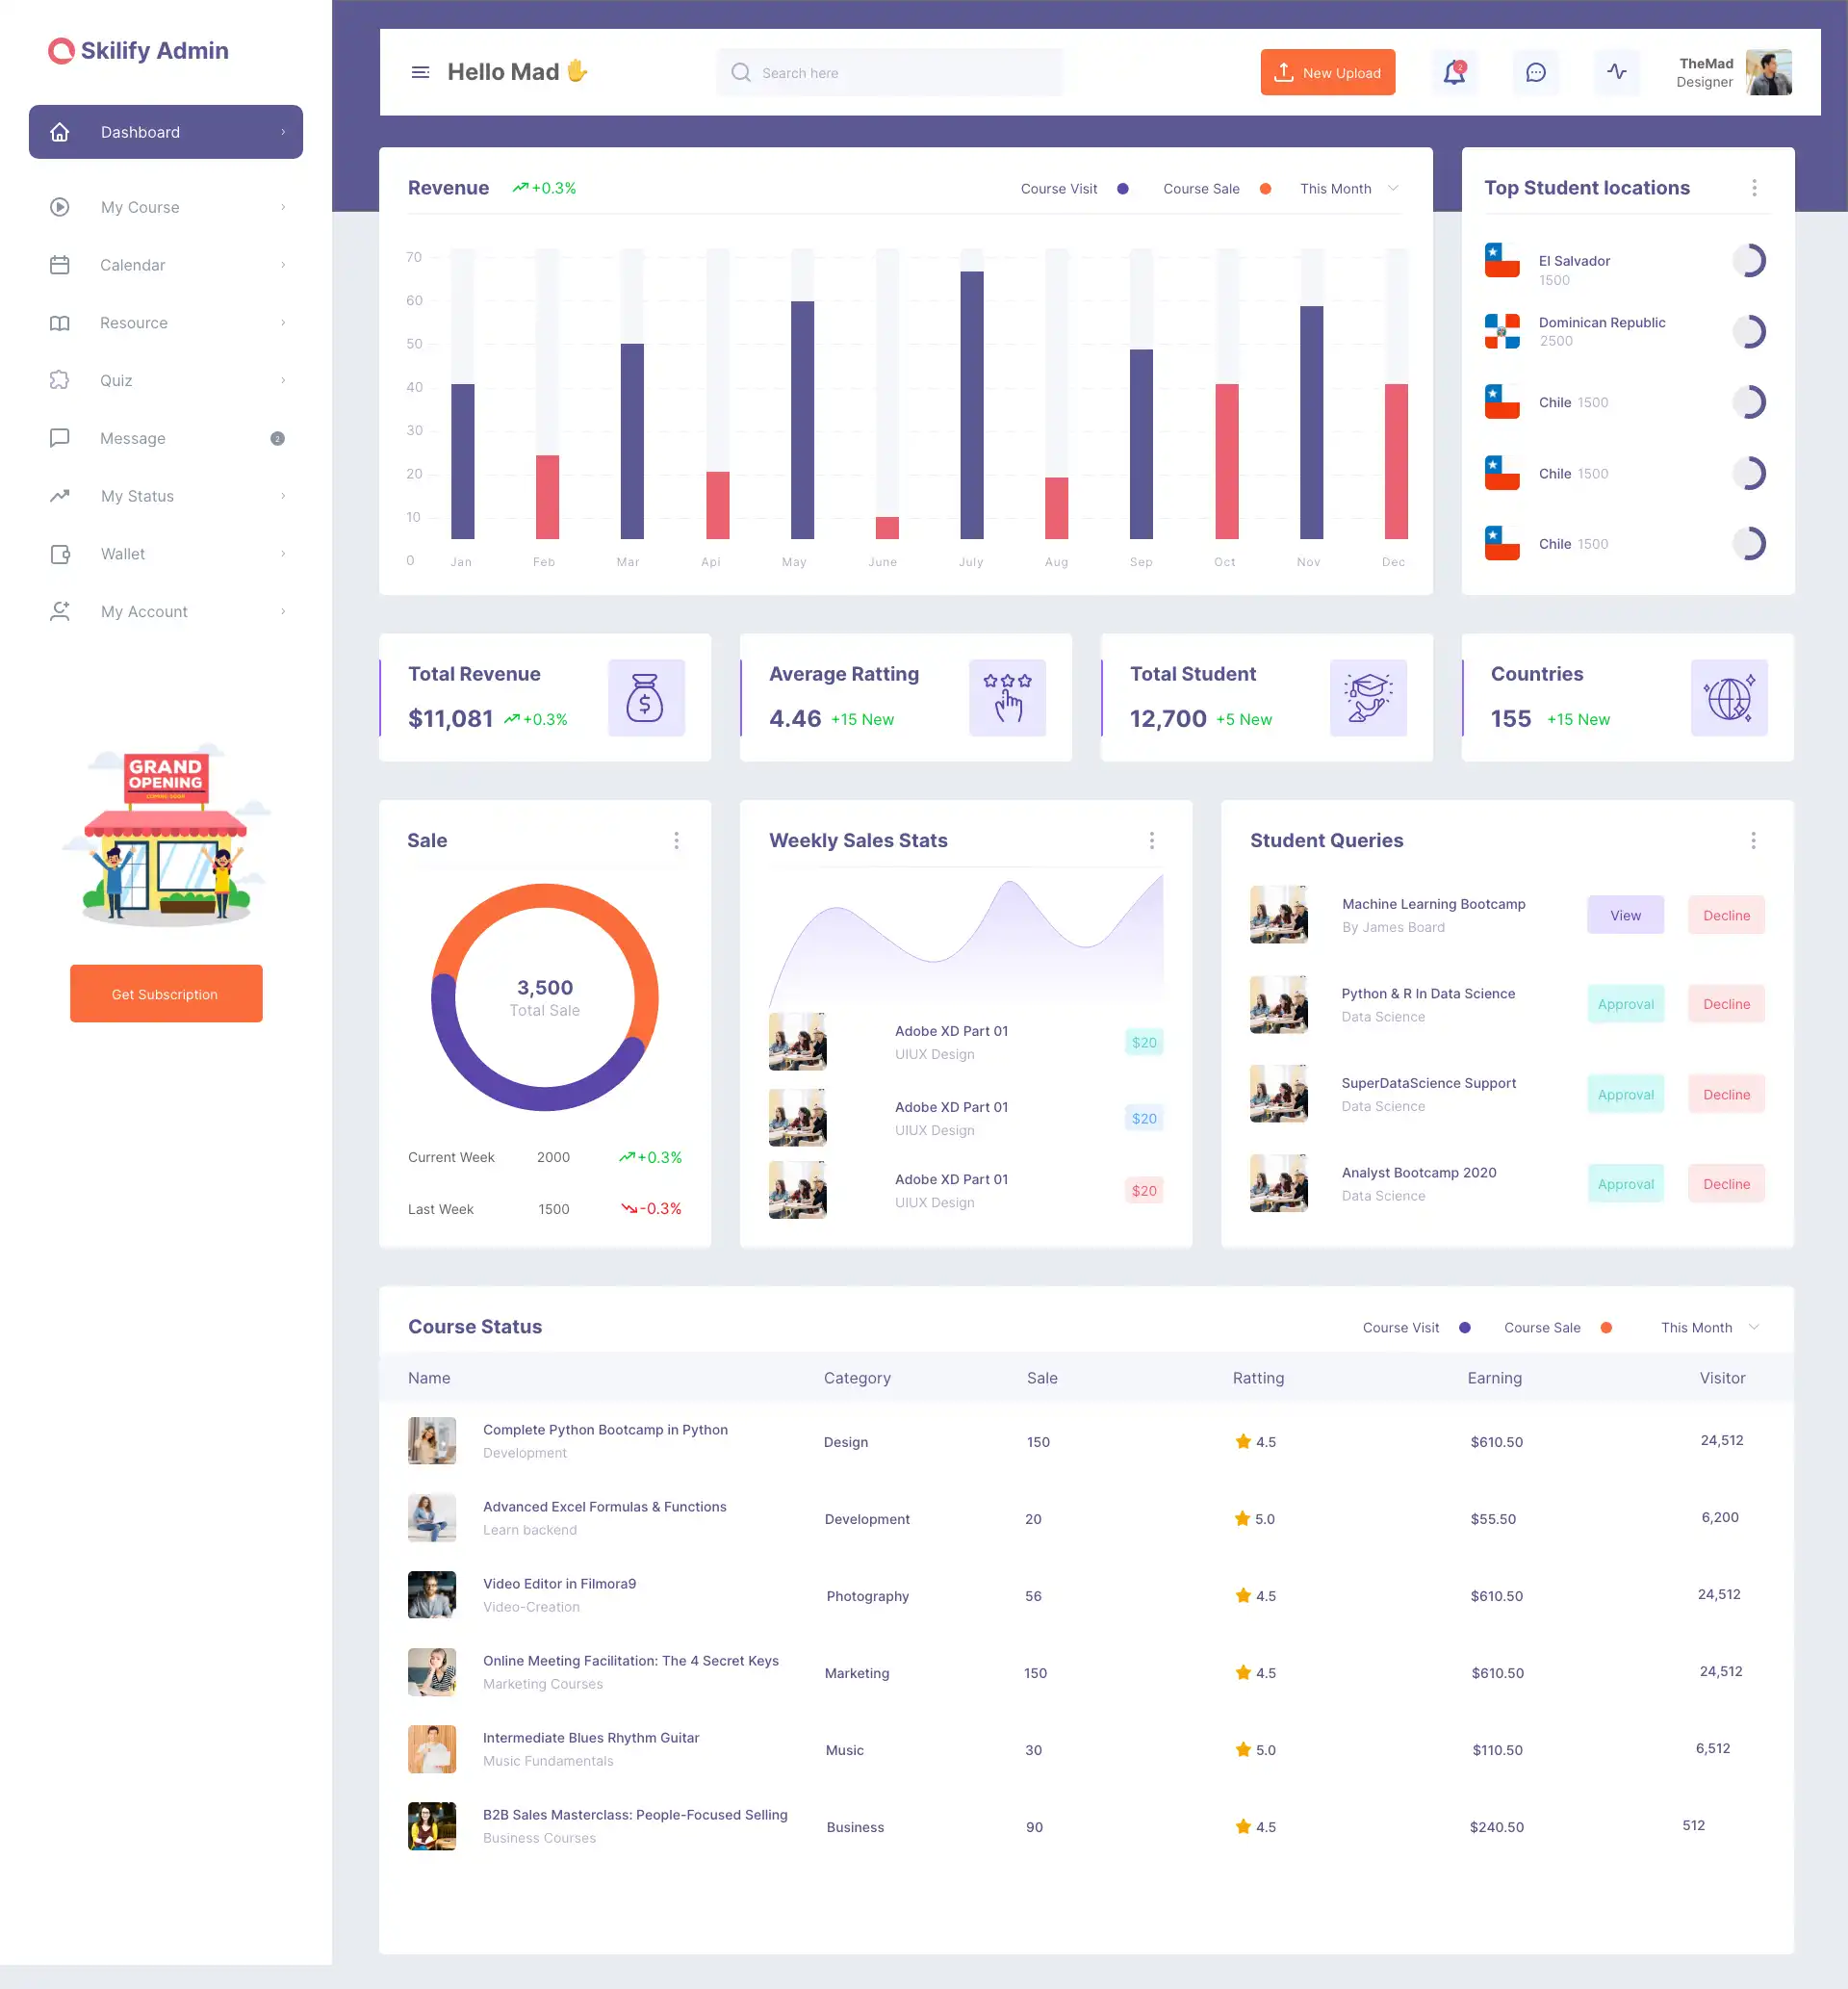 Skilify Admin
Dashboard
My Course
Calendar
Resource
Quiz
Message 2
My Status
Wallet
My Account
GRAND
OPENING
COMING SOON
Get Subscription
Hello Mad
Search here
New Upload
2
TheMad
Designer
Revenue +0.3% Course Visit Course Sale This Month
70
60
50
40
30
20
10
0 Jan Feb Mar Api May June July Aug Sep Oct Nov Dec
Top Student locations
El Salvador
1500
Dominican Republic
2500
Chile 1500
Chile 1500
Chile 1500
Total Revenue
$11,081 +0.3%
Average Ratting
4.46 +15 New
Total Student
12,700 +5 New
Countries
155 +15 New
Sale
3,500
Total Sale
Current Week 2000 +0.3%
Last Week 1500 -0.3%
Weekly Sales Stats
Adobe XD Part 01
UIUX Design
$20
Adobe XD Part 01
UIUX Design
$20
Adobe XD Part 01
UIUX Design
$20
Student Queries
Machine Learning Bootcamp
By James Board
View Decline
Python & R In Data Science
Data Science
Approval Decline
SuperDataScience Support
Data Science
Approval Decline
Analyst Bootcamp 2020
Data Science
Approval Decline
Course Status Course Visit Course Sale This Month
Name Category Sale Ratting Earning Visitor
Complete Python Bootcamp in Python
Development
Design 150 4.5 $610.50 24,512
Advanced Excel Formulas & Functions
Learn backend
Development 20 5.0 $55.50 6,200
Video Editor in Filmora9
Video-Creation
Photography 56 4.5 $610.50 24,512
Online Meeting Facilitation: The 4 Secret Keys
Marketing Courses
Marketing 150 4.5 $610.50 24,512
Intermediate Blues Rhythm Guitar
Music Fundamentals
Music 30 5.0 $110.50 6,512
B2B Sales Masterclass: People-Focused Selling
Business Courses
Business 90 4.5 $240.50 512